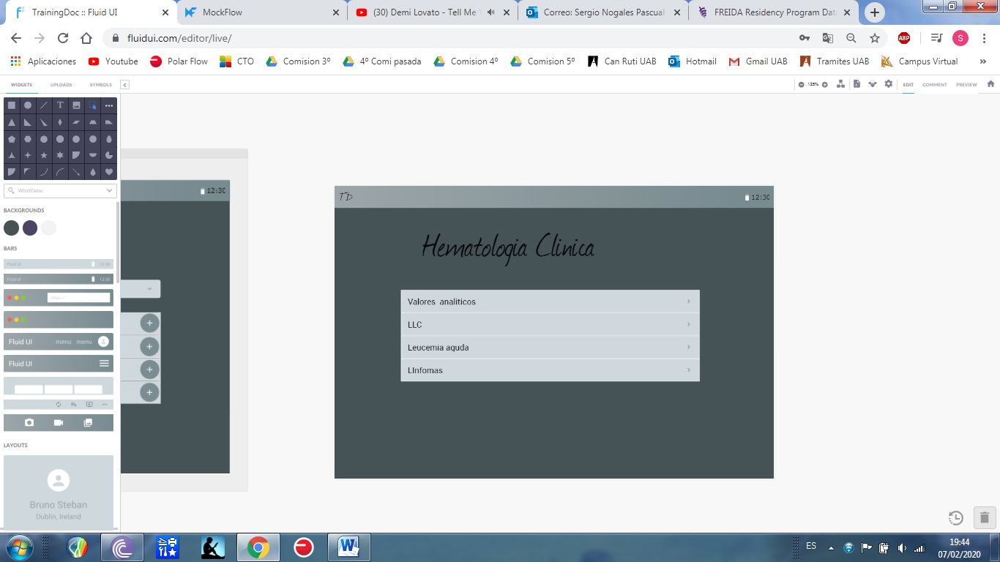 TrainingDoc :: Fluid UI
MockFlow
(30) Demi Lovato - Tell Me
Correo: Sergio Nogales Pascual
FREIDA Residency Program Dat
fluidui.com/editor/live/
ABP
S
Aplicaciones
Youtube
Polar Flow
CTO
Comision 3º
4º Comi pasada
Comision 4º
Comision 5º
Can Ruti UAB
Hotmail
Gmail UAB
Tramites UAB
Campus Virtual
»
WIDGETS
UPLOADS
SYMBOLS
125%
EDIT
COMMENT
PREVIEW
T
Wireframe
BACKGROUNDS
BARS
Fluid UI
12:30
Fluid UI
12:30
https://
Fluid UI
menu
menu
Fluid UI
LAYOUTS
Bruno Steban
Dublin, Ireland
12:30
TD
12:30
Hematologia Clinica
Valores analiticos
LLC
Leucemia aguda
LInfomas
ES
19:44
07/02/2020